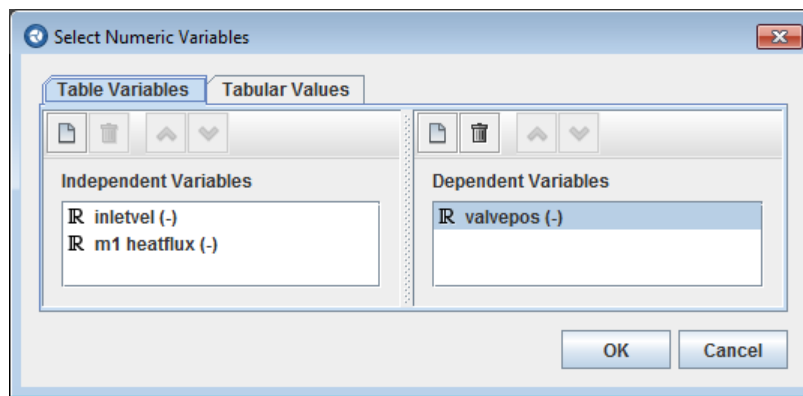 Select Numeric Variables
Table Variables Tabular Values
Independent Variables Dependent Variables
ℝ inletvel (-) ℝ valvepos (-)
ℝ m1 heatflux (-)
OK Cancel